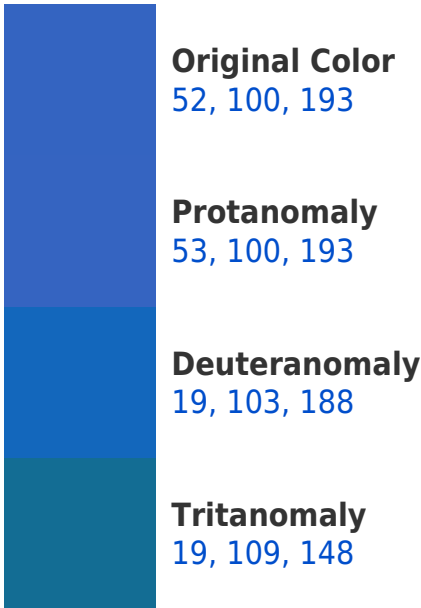 Original Color
52, 100, 193
Protanomaly
53, 100, 193
Deuteranomaly
19, 103, 188
Tritanomaly
19, 109, 148